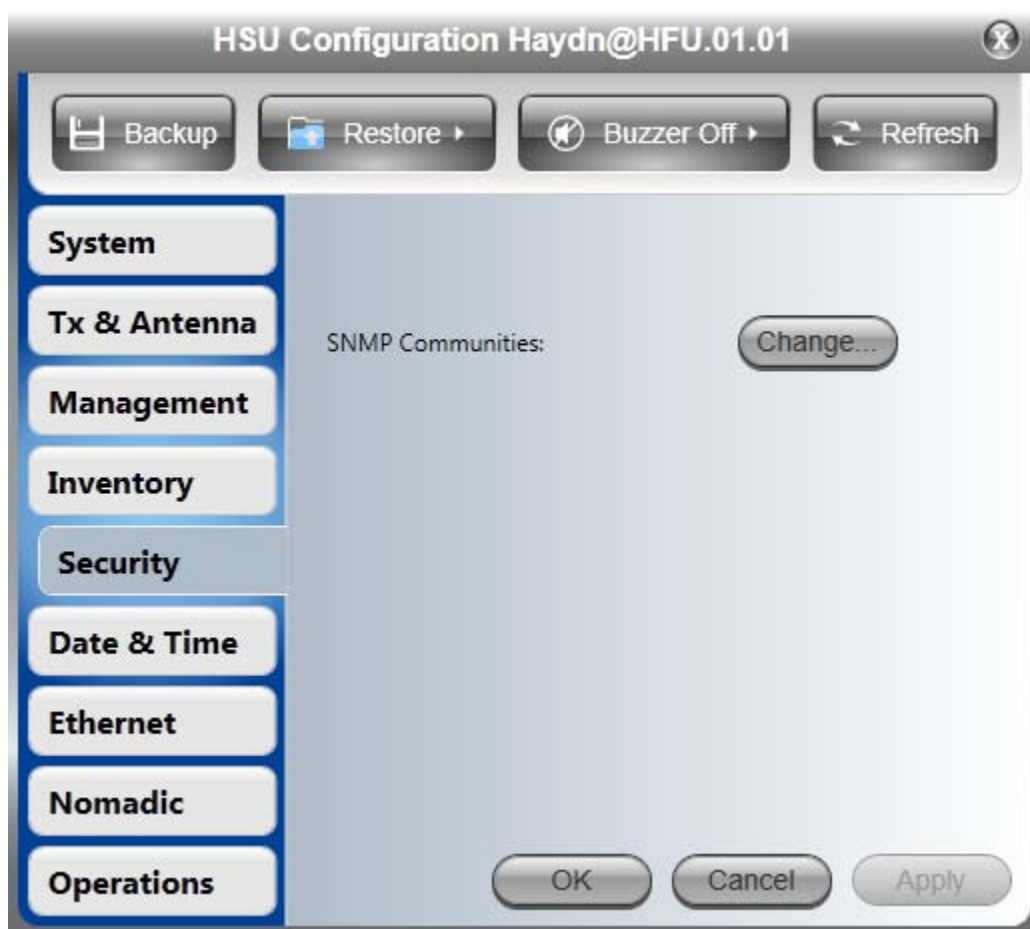 HSU Configuration Haydn@HFU.01.01
X
Backup
Restore
Buzzer Off
Refresh
System
Tx & Antenna
Management
Inventory
Security
Date & Time
Ethernet
Nomadic
Operations
SNMP Communities:
Change...
OK
Cancel
Apply